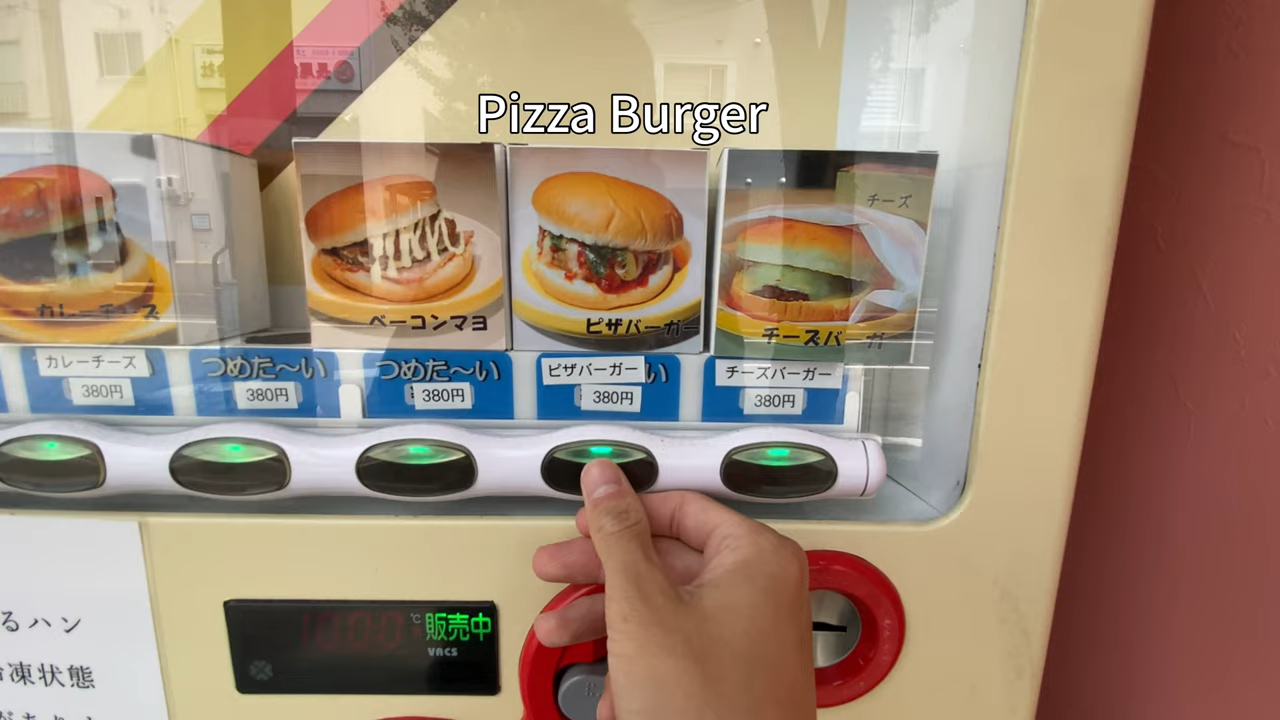 Pizza Burger
チーズ
カレーチーズ
ベーコンマヨ
ピザバーガー
チーズバーガ
カレーチーズ
つめた〜い
つめた〜い
ピザバーガー
い
チーズバーガー
380円
380円
380円
380円
380円
℃
販売中
VACS
るハン
凍状態